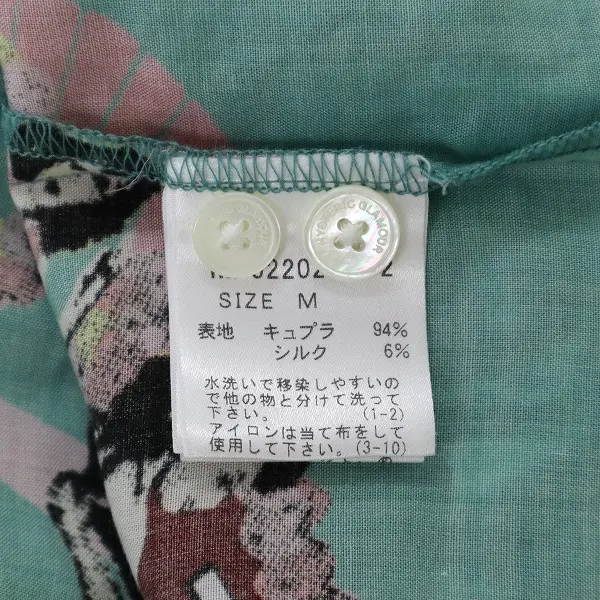 HYSTERIC GLAMOUR
SIZE M
表地 キュプラ 94%
シルク 6%
水洗いで移染しやすいの
で他の物と分けて洗って
下さい。 (1-2)
アイロンは当て布をして
使用して下さい。(3-10)